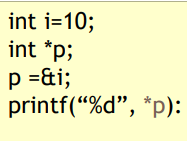 int i=10;
int *p;
p =&i;
printf(“%d”, *p):